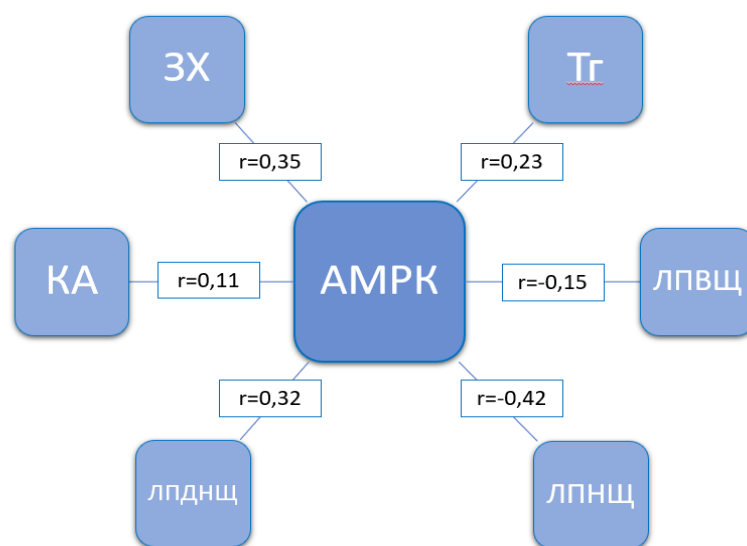 ЗХ
Тг
r=0,35
r=0,23
КА
r=0,11
АМРК
r=-0,15
ЛПВЩ
r=0,32
r=-0,42
ЛПДНЩ
ЛПНЩ